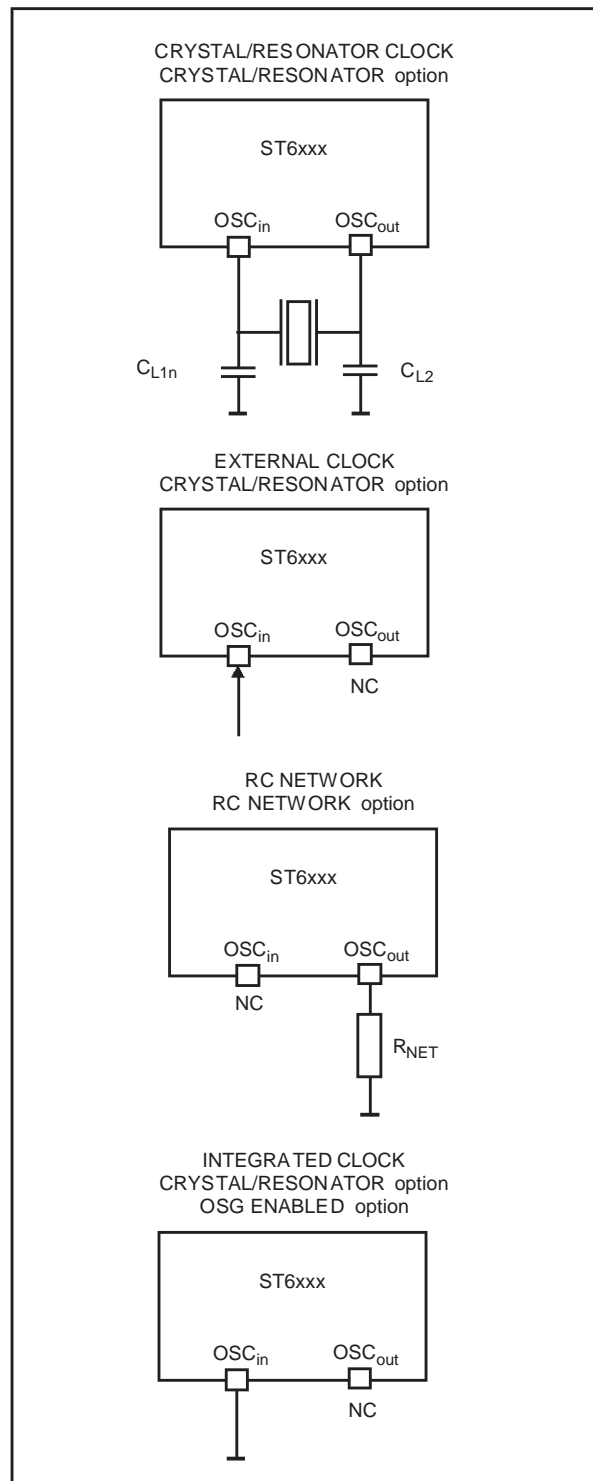 CRYSTAL/RESONATOR CLOCK
CRYSTAL/RESONATOR option
ST6xxx
OSCin OSCout
CL1n CL2
EXTERNAL CLOCK
CRYSTAL/RESONATOR option
ST6xxx
OSCin OSCout
NC
RC NETWORK
RC NETWORK option
ST6xxx
OSCin OSCout
NC
RNET
INTEGRATED CLOCK
CRYSTAL/RESONATOR option
OSG ENABLED option
ST6xxx
OSCin OSCout
NC